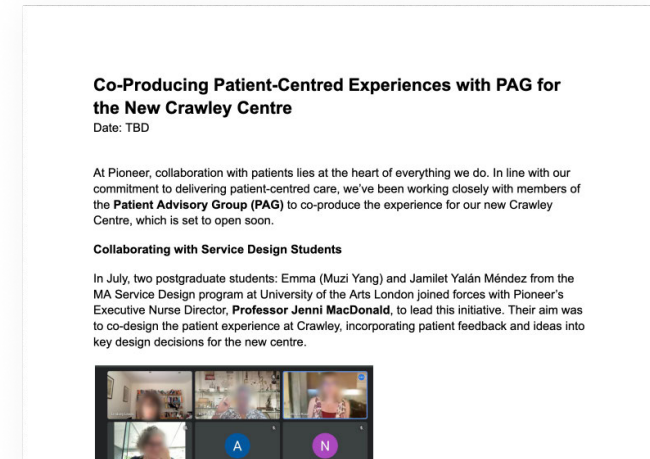 Co-Producing Patient-Centred Experiences with PAG for
the New Crawley Centre
Date: TBD
At Pioneer, collaboration with patients lies at the heart of everything we do. In line with our
commitment to delivering patient-centred care, we've been working closely with members of
the Patient Advisory Group (PAG) to co-produce the experience for our new Crawley
Centre, which is set to open soon.
Collaborating with Service Design Students
In July, two postgraduate students: Emma (Muzi Yang) and Jamilet Yalán Méndez from the
MA Service Design program at University of the Arts London joined forces with Pioneer's
Executive Nurse Director, Professor Jenni MacDonald, to lead this initiative. Their aim was
to co-design the patient experience at Crawley, incorporating patient feedback and ideas into
key design decisions for the new centre.
A
N